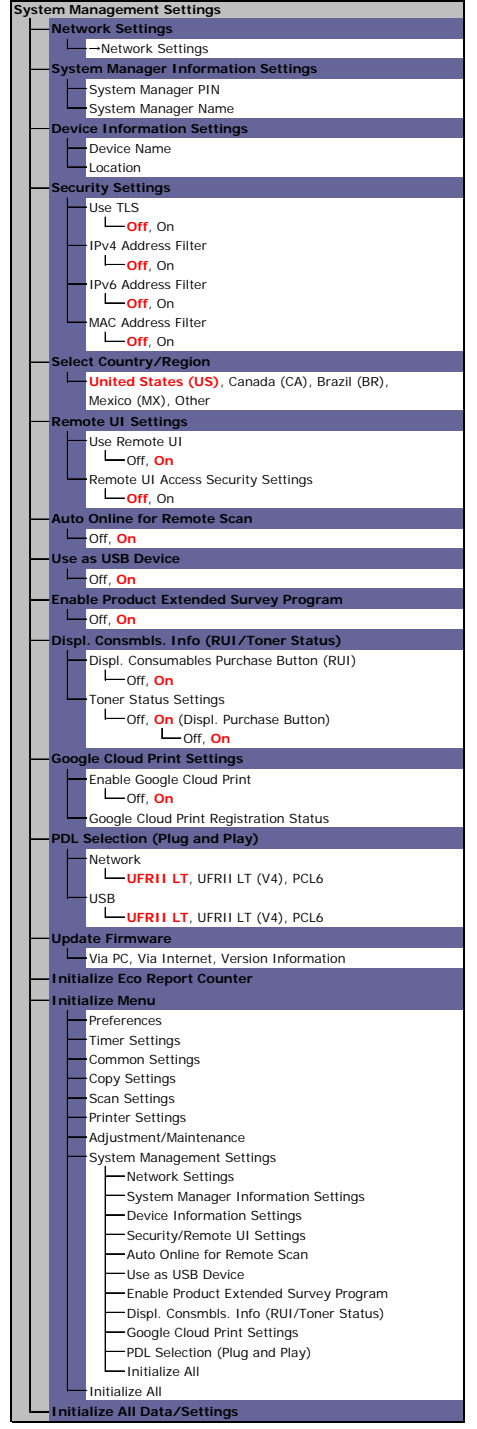 System Management Settings
Network Settings
→Network Settings
System Manager Information Settings
System Manager PIN
System Manager Name
Device Information Settings
Device Name
Location
Security Settings
Use TLS
Off, On
IPv4 Address Filter
Off, On
IPv6 Address Filter
Off, On
MAC Address Filter
Off, On
Select Country/Region
United States (US), Canada (CA), Brazil (BR),
Mexico (MX), Other
Remote UI Settings
Use Remote UI
Off, On
Remote UI Access Security Settings
Off, On
Auto Online for Remote Scan
Off, On
Use as USB Device
Off, On
Enable Product Extended Survey Program
Off, On
Displ. Consmbls. Info (RUI/Toner Status)
Displ. Consumables Purchase Button (RUI)
Off, On
Toner Status Settings
Off, On (Displ. Purchase Button)
Off, On
Google Cloud Print Settings
Enable Google Cloud Print
Off, On
Google Cloud Print Registration Status
PDL Selection (Plug and Play)
Network
UFRII LT, UFRII LT (V4), PCL6
USB
UFRII LT, UFRII LT (V4), PCL6
Update Firmware
Via PC, Via Internet, Version Information
Initialize Eco Report Counter
Initialize Menu
Preferences
Timer Settings
Common Settings
Copy Settings
Scan Settings
Printer Settings
Adjustment/Maintenance
System Management Settings
Network Settings
System Manager Information Settings
Device Information Settings
Security/Remote UI Settings
Auto Online for Remote Scan
Use as USB Device
Enable Product Extended Survey Program
Displ. Consmbls. Info (RUI/Toner Status)
Google Cloud Print Settings
PDL Selection (Plug and Play)
Initialize All
Initialize All
Initialize All Data/Settings